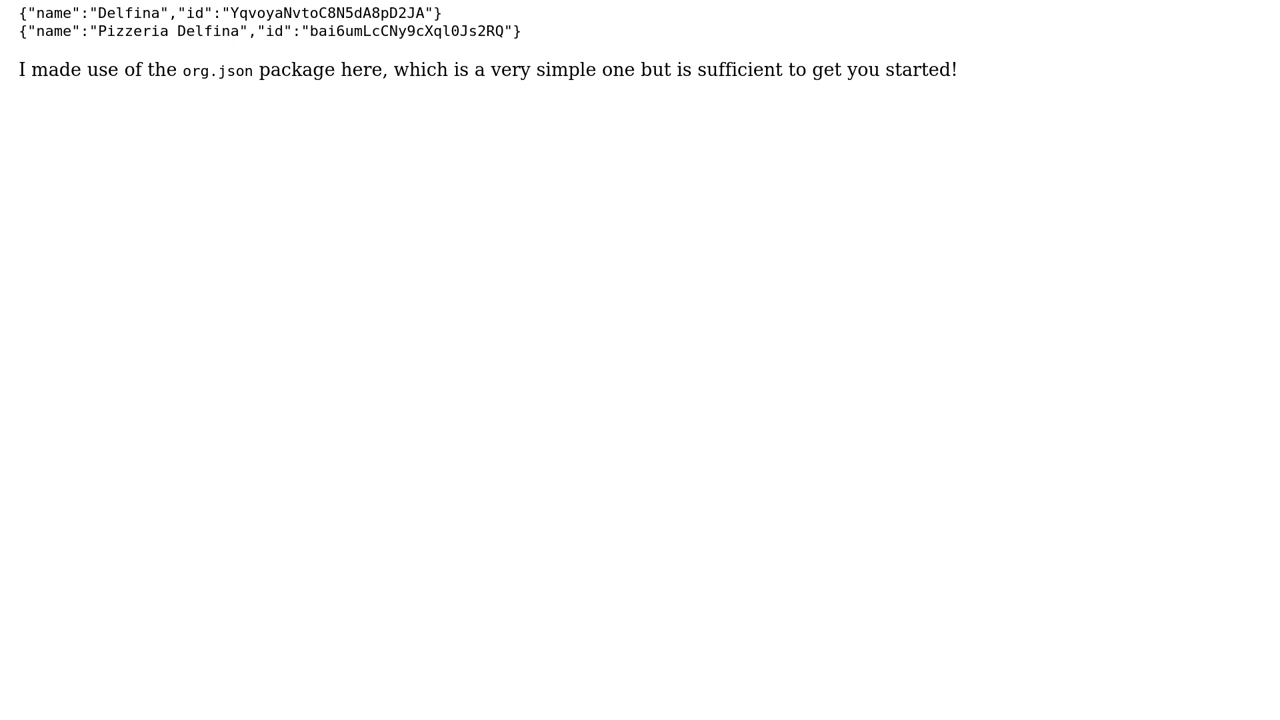 {"name":"Delfina","id":"YqvoyaNvtoC8N5dA8pD2JA"}
{"name":"Pizzeria Delfina","id":"bai6umLcCNy9cXql0Js2RQ"}
I made use of the org.json package here, which is a very simple one but is sufficient to get you started!